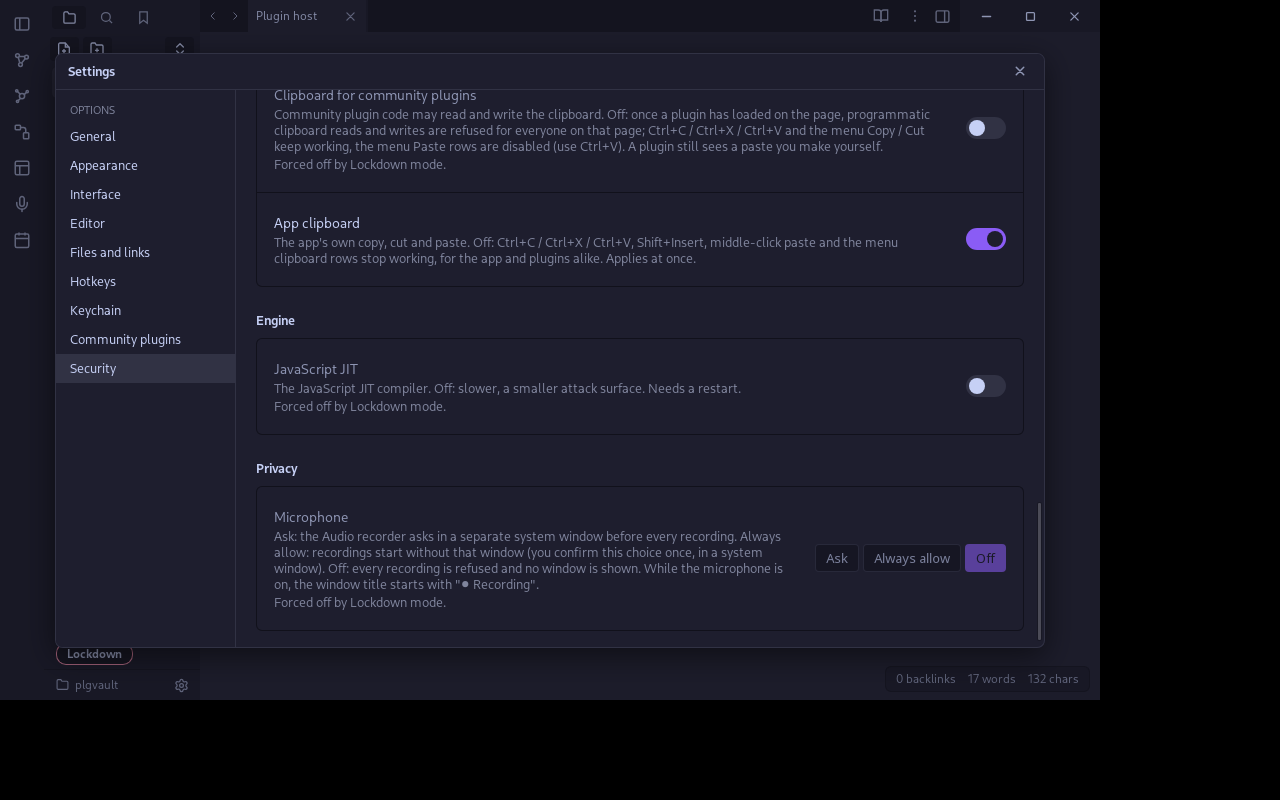 Plugin host
Settings
OPTIONS
General
Appearance
Interface
Editor
Files and links
Hotkeys
Keychain
Community plugins
Security
Clipboard for community plugins
Community plugin code may read and write the clipboard. Off: once a plugin has loaded on the page, programmatic
clipboard reads and writes are refused for everyone on that page; Ctrl+C / Ctrl+X / Ctrl+V and the menu Copy / Cut
keep working, the menu Paste rows are disabled (use Ctrl+V). A plugin still sees a paste you make yourself.
Forced off by Lockdown mode.
App clipboard
The app's own copy, cut and paste. Off: Ctrl+C / Ctrl+X / Ctrl+V, Shift+Insert, middle-click paste and the menu
clipboard rows stop working, for the app and plugins alike. Applies at once.
Engine
JavaScript JIT
The JavaScript JIT compiler. Off: slower, a smaller attack surface. Needs a restart.
Forced off by Lockdown mode.
Privacy
Microphone
Ask: the Audio recorder asks in a separate system window before every recording. Always
allow: recordings start without that window (you confirm this choice once, in a system
window). Off: every recording is refused and no window is shown. While the microphone is
on, the window title starts with "● Recording".
Forced off by Lockdown mode.
Ask Always allow Off
Lockdown
plgvault
0 backlinks 17 words 132 chars